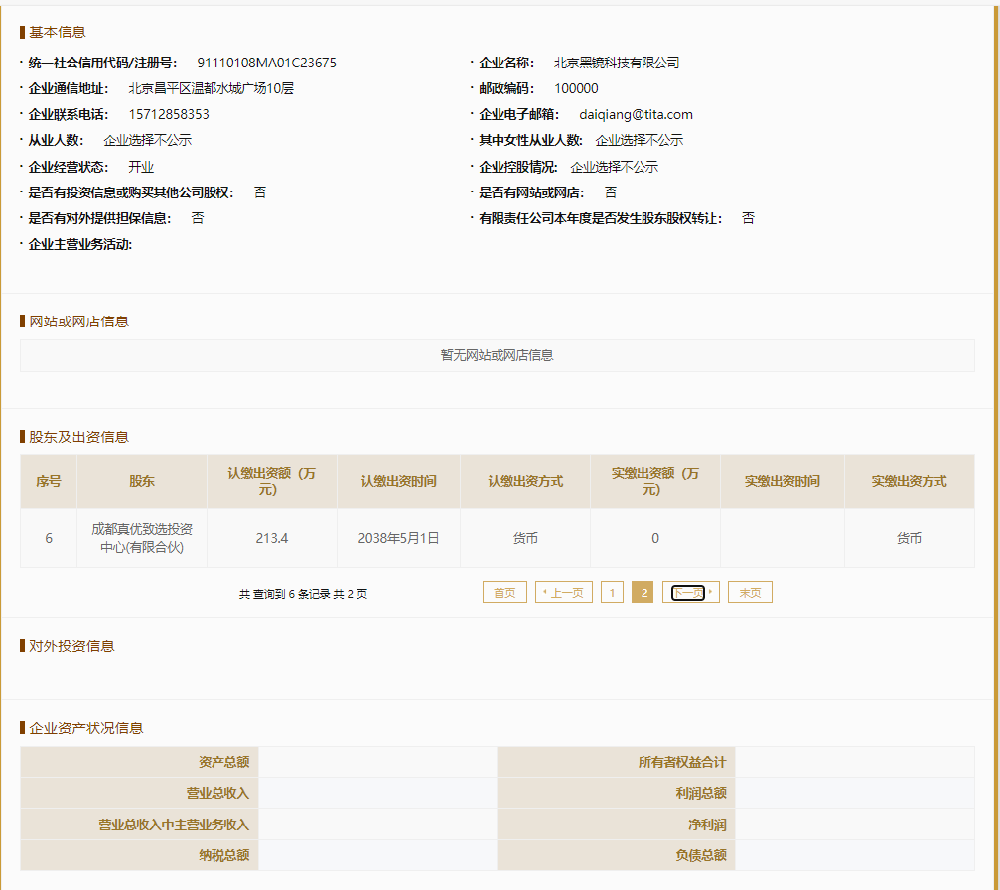 基本信息
· 统一社会信用代码/注册号： 91110108MA01C23675 · 企业名称： 北京黑镜科技有限公司
· 企业通信地址： 北京昌平区温都水城广场10层 · 邮政编码： 100000
· 企业联系电话： 15712858353 · 企业电子邮箱： daiqiang@tita.com
· 从业人数： 企业选择不公示 · 其中女性从业人数: 企业选择不公示
· 企业经营状态： 开业 · 企业控股情况: 企业选择不公示
· 是否有投资信息或购买其他公司股权： 否 · 是否有网站或网店： 否
· 是否有对外提供担保信息： 否 · 有限责任公司本年度是否发生股东股权转让： 否
· 企业主营业务活动:
网站或网店信息
暂无网站或网店信息
股东及出资信息
序号 股东 认缴出资额（万元） 认缴出资时间 认缴出资方式 实缴出资额（万元） 实缴出资时间 实缴出资方式
6 成都真优致选投资中心(有限合伙) 213.4 2038年5月1日 货币 0 货币
共 查询到 6 条记录 共 2 页 首页 上一页 1 2 下一页 末页
对外投资信息
企业资产状况信息
资产总额 所有者权益合计
营业总收入 利润总额
营业总收入中主营业务收入 净利润
纳税总额 负债总额